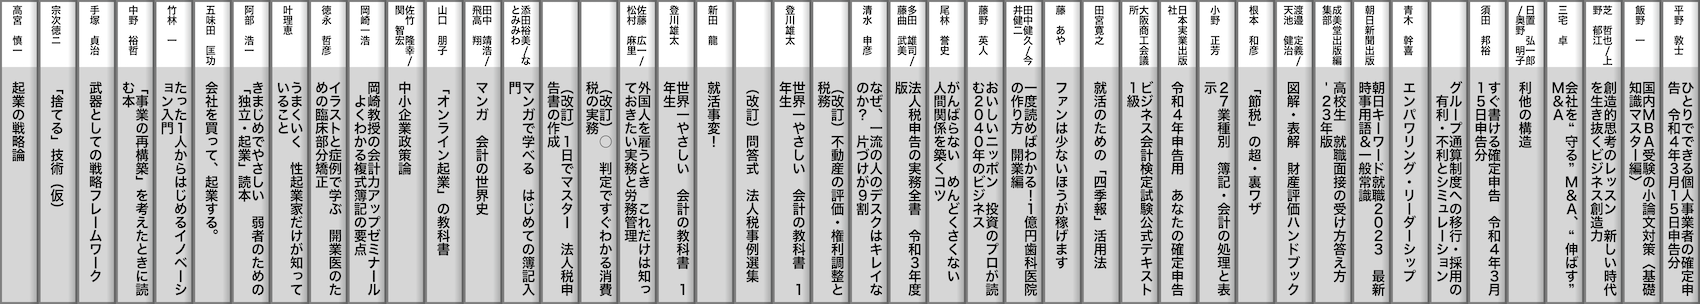 平野　敦士
ひとりでできる個人事業者の確定申
告　令和４年３月１５日申告分
飯野　一
国内ＭＢＡ受験の小論文対策〈基礎
知識マスター編〉
芝　哲也/上
野　郁江
創造的思考のレッスン　新しい時代
を生き抜くビジネス創造力
三宅　卓
会社を“守る”Ｍ＆Ａ、“伸ばす”
Ｍ＆Ａ
日置　弘一郎
/奥野　明子
利他の構造
須田　邦裕
すぐ書ける確定申告　令和４年３月
１５日申告分
グループ通算制度への移行・採用の
有利・不利とシミュレーション
青木　幹喜
エンパワリング・リーダーシップ
朝日新聞出版
朝日キーワード就職２０２３　最新
時事用語＆一般常識
成美堂出版編
集部
高校生　就職面接の受け方答え方
'２３年版
渡邉　定義/
天池　健治
図解・表解　財産評価ハンドブック
根本　和彦
「節税」の超・裏ワザ
小野　正芳
２７業種別　簿記・会計の処理と表
示
日本実業出版
社
令和４年申告用　あなたの確定申告
大阪商工会議
所
ビジネス会計検定試験公式テキスト
１級
田宮寛之
就活のための「四季報」活用法
藤　あや
ファンは少ないほうが稼げます
田中健久/今
井健二
一度読めばわかる！１億円歯科医院
の作り方　開業編
藤野　英人
おいしいニッポン　投資のプロが読
む２０４０年のビジネス
尾林　誉史
がんばらない　めんどくさくない
人間関係を築くコツ
多田　雄司/
藤曲　武美
法人税申告の実務全書　令和３年度
版
清水　申彦
なぜ、一流の人のデスクはキレイな
のか？　片づけが９割
（改訂）不動産の評価・権利調整と
税務
登川雄太
世界一やさしい　会計の教科書　１
年生
（改訂）問答式　法人税事例選集
新田　龍
就活事変！
登川雄太
世界一やさしい　会計の教科書　１
年生
佐藤　広一/
松村　麻里
外国人を雇うとき　これだけは知っ
ておきたい実務と労務管理
（改訂）○　判定ですぐわかる消費
税の実務
（改訂）１日でマスター　法人税申
告書の作成
添田裕美/な
とみみわ
マンガで学べる　はじめての簿記入
門
田中　靖浩/
飛高　翔
マンガ　会計の世界史
山口　朋子
「オンライン起業」の教科書
佐竹　隆幸/
関　智宏
中小企業政策論
岡崎一浩
岡崎教授の会計力アップゼミナール
よくわかる複式簿記の要点
徳永　哲彦
イラストと症例で学ぶ　開業医のた
めの臨床部分矯正
叶理恵
うまくいく　性起業家だけが知って
いること
阿部　浩一
きまじめでやさしい　弱者のための
「独立・起業」読本
五味田　匡功
会社を買って、起業する。
竹林　一
たった１人からはじめるイノベーシ
ョン入門
中野　裕哲
「事業の再構築」を考えたときに読
む本
手塚　貞治
武器としての戦略フレームワーク
宗次徳二
「捨てる」技術（仮）
高宮　慎一
起業の戦略論